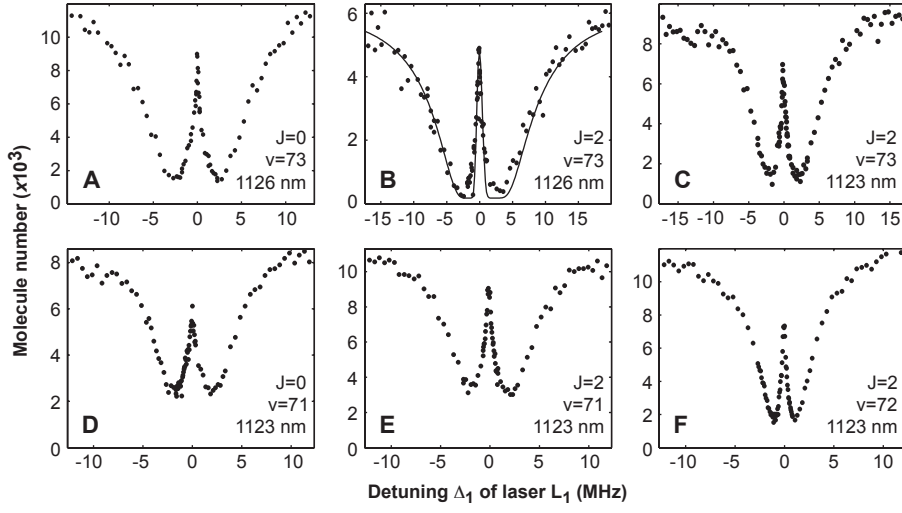 12
10
8
6
4
2
0
J=0
v=73
1126 nm
A
-10 -5 0 5 10
6
4
2
0
J=2
v=73
1126 nm
B
-15 -10 -5 0 5 10 15
10
8
6
4
2
0
J=2
v=73
1123 nm
C
-15 -10 -5 0 5 10 15
Molecule number (x10³)
8
6
4
2
0
J=0
v=71
1123 nm
D
-10 -5 0 5 10
10
8
6
4
2
0
J=2
v=71
1123 nm
E
-10 -5 0 5 10
12
10
8
6
4
2
0
J=2
v=72
1123 nm
F
-10 -5 0 5 10
Detuning Δ₁ of laser L₁ (MHz)